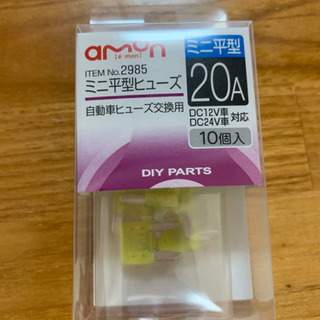 amon
[é·mon]
ITEM No.2985
ミニ平型ヒューズ
自動車ヒューズ交換用
ミニ平型
20A
DC12V車
DC24V車 対応
10個入
DIY PARTS